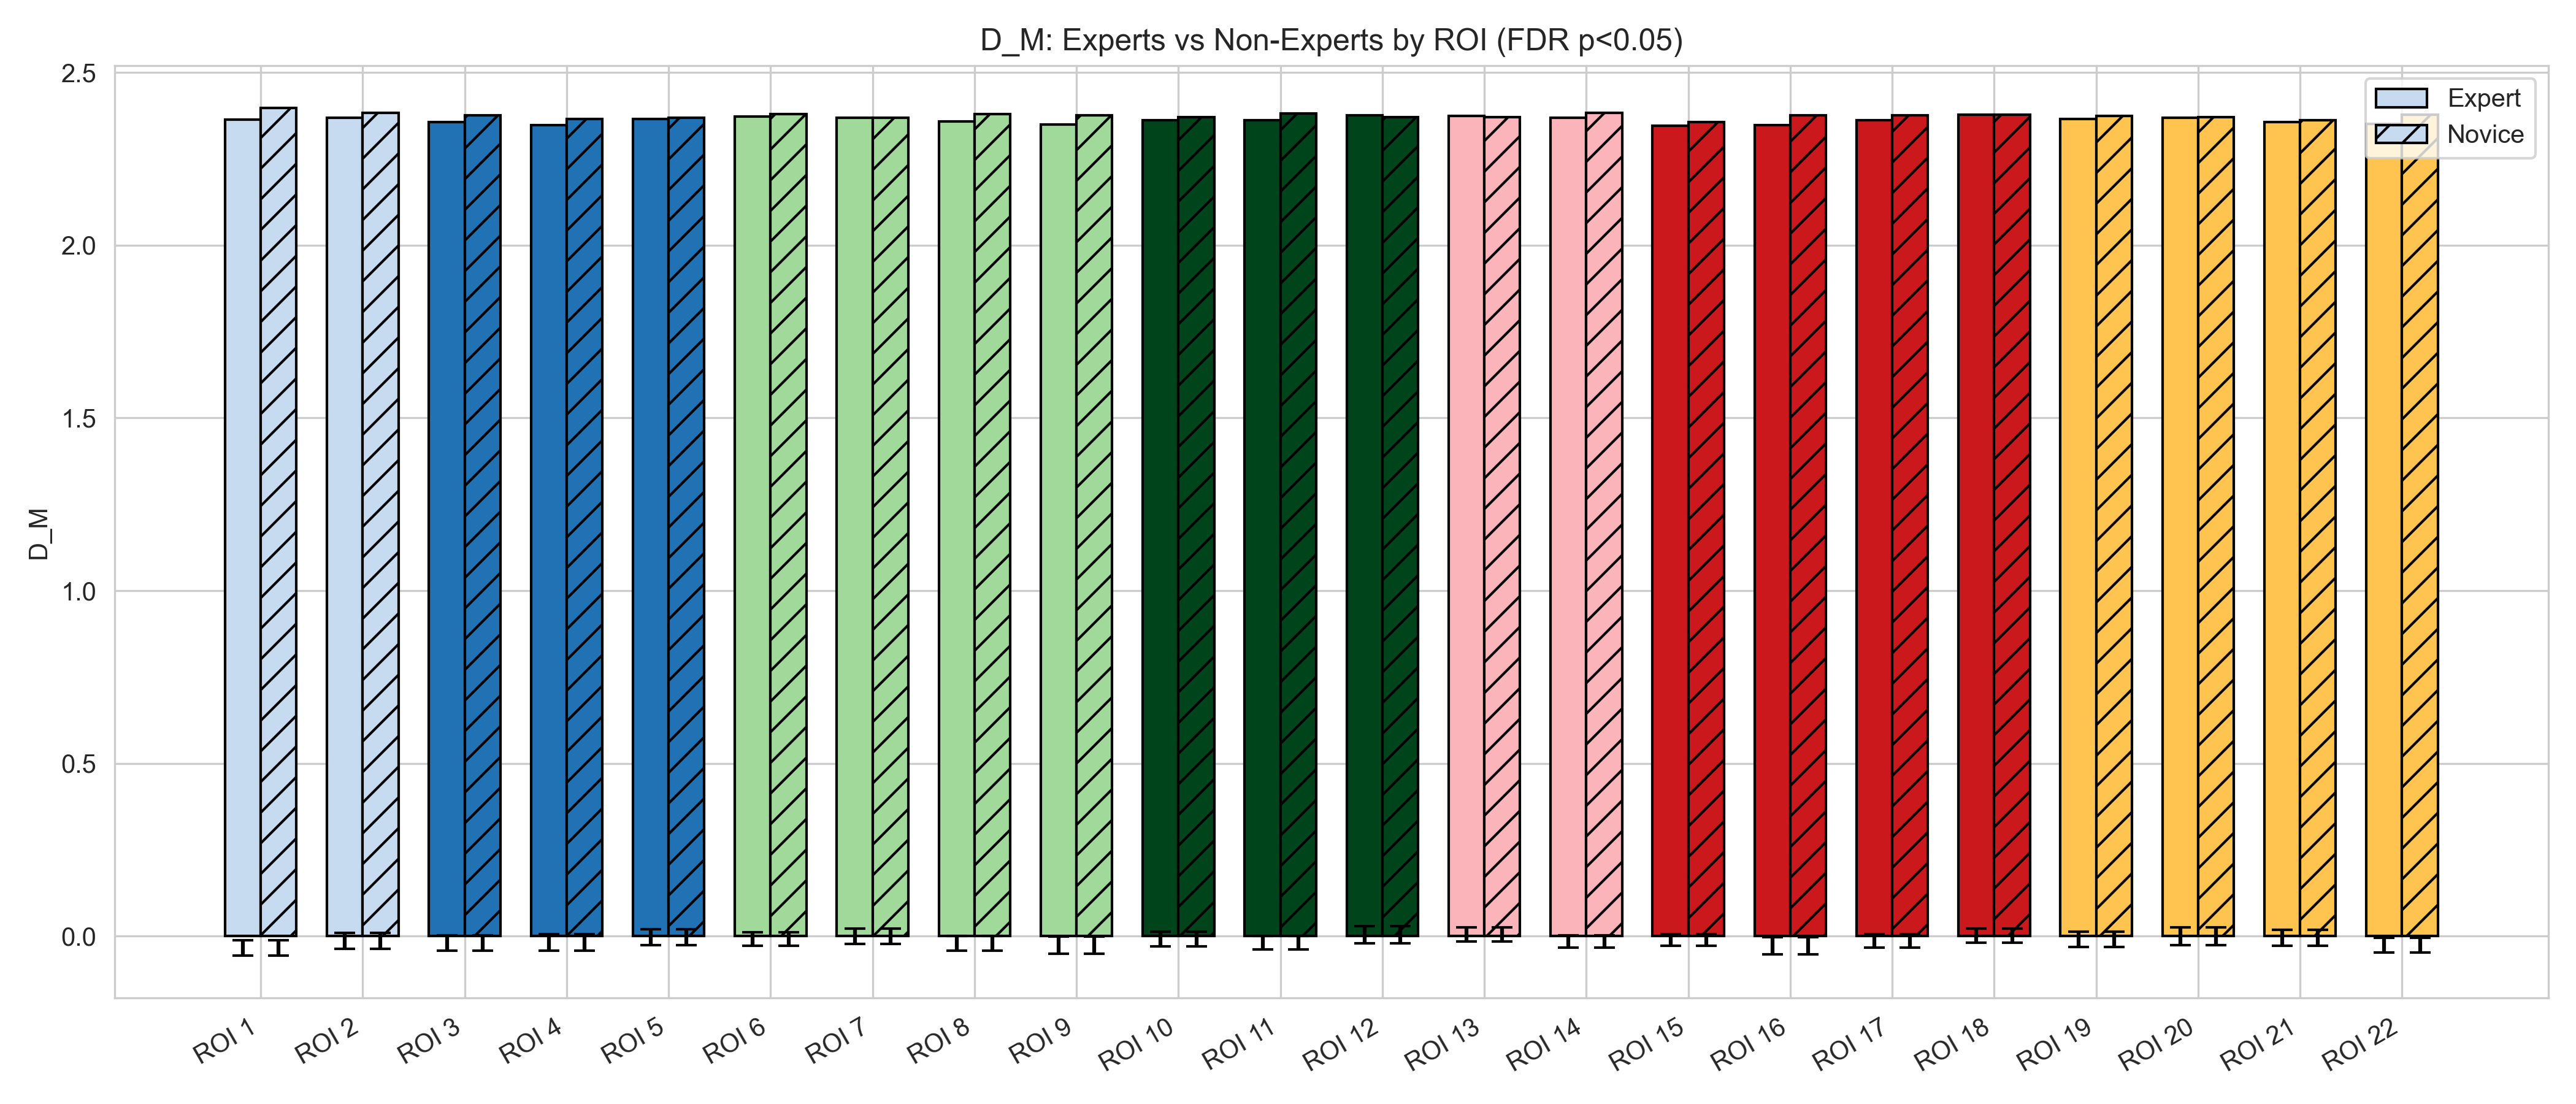 D_M: Experts vs Non-Experts by ROI (FDR p<0.05)
Expert
Novice
D_M
2.5
2.0
1.5
1.0
0.5
0.0
ROI 1
ROI 2
ROI 3
ROI 4
ROI 5
ROI 6
ROI 7
ROI 8
ROI 9
ROI 10
ROI 11
ROI 12
ROI 13
ROI 14
ROI 15
ROI 16
ROI 17
ROI 18
ROI 19
ROI 20
ROI 21
ROI 22